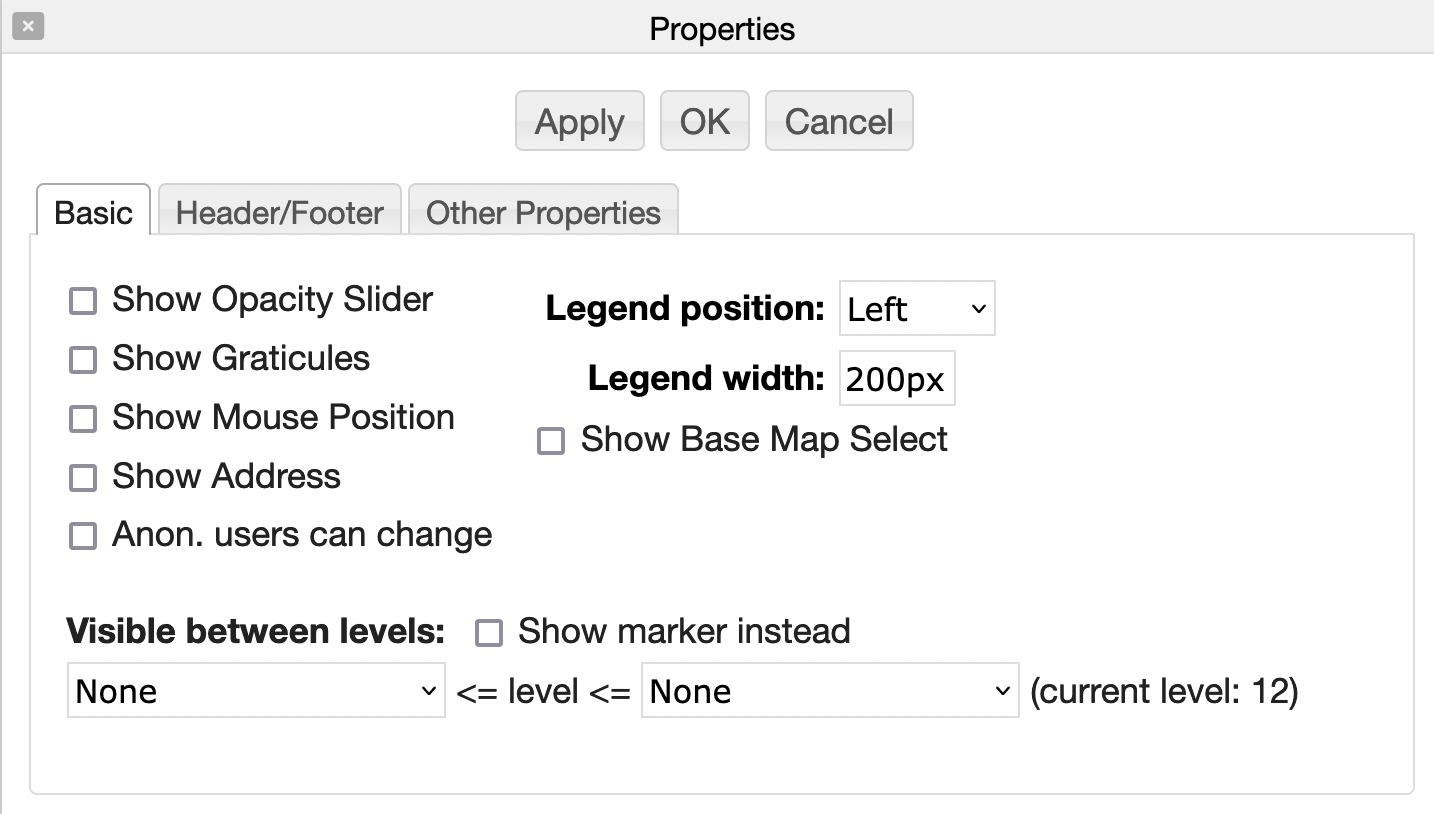 Properties
Apply OK Cancel
Basic Header/Footer Other Properties
Show Opacity Slider
Show Graticules
Show Mouse Position
Show Address
Anon. users can change
Legend position: Left
Legend width: 200px
Show Base Map Select
Visible between levels: Show marker instead
None <= level <= None (current level: 12)